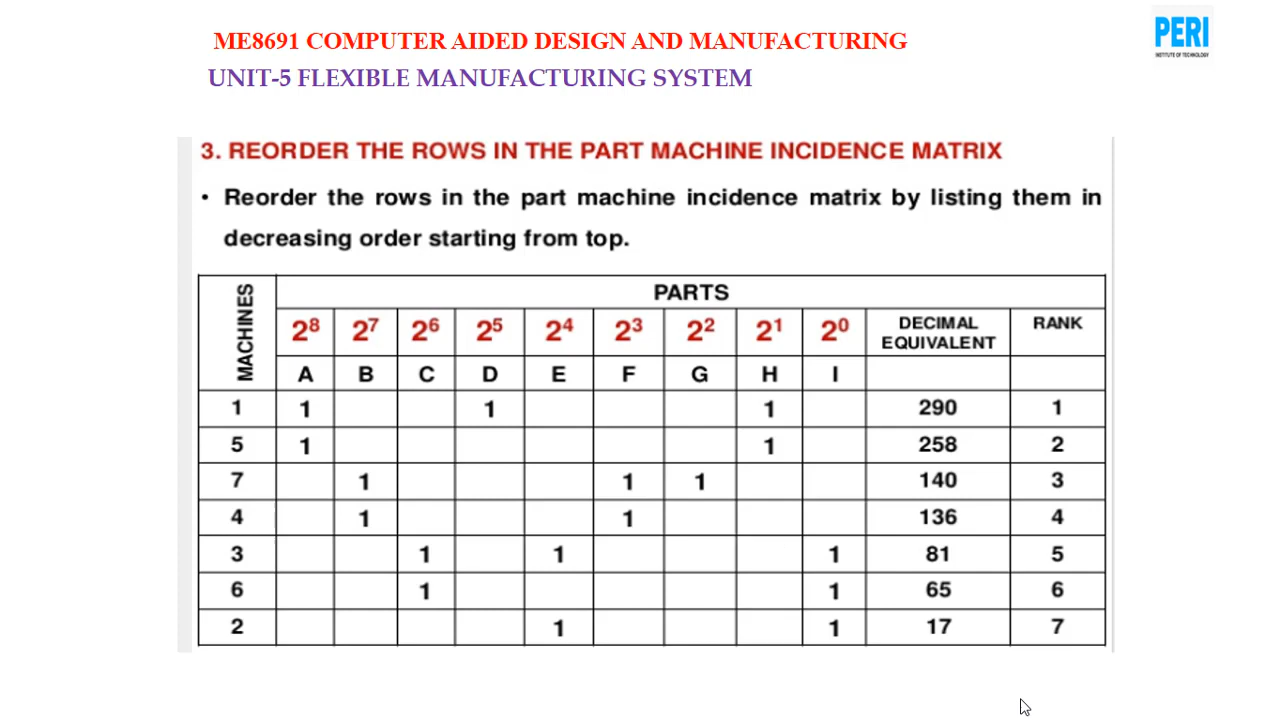 ME8691 COMPUTER AIDED DESIGN AND MANUFACTURING
UNIT-5 FLEXIBLE MANUFACTURING SYSTEM
PERI
INSTITUTE OF TECHNOLOGY
3. REORDER THE ROWS IN THE PART MACHINE INCIDENCE MATRIX
• Reorder the rows in the part machine incidence matrix by listing them in
decreasing order starting from top.
MACHINES
PARTS
2⁸ 2⁷ 2⁶ 2⁵ 2⁴ 2³ 2² 2¹ 2⁰ DECIMAL EQUIVALENT RANK
A B C D E F G H I
1 1 1 1 290 1
5 1 1 258 2
7 1 1 1 140 3
4 1 1 136 4
3 1 1 1 81 5
6 1 1 65 6
2 1 1 17 7